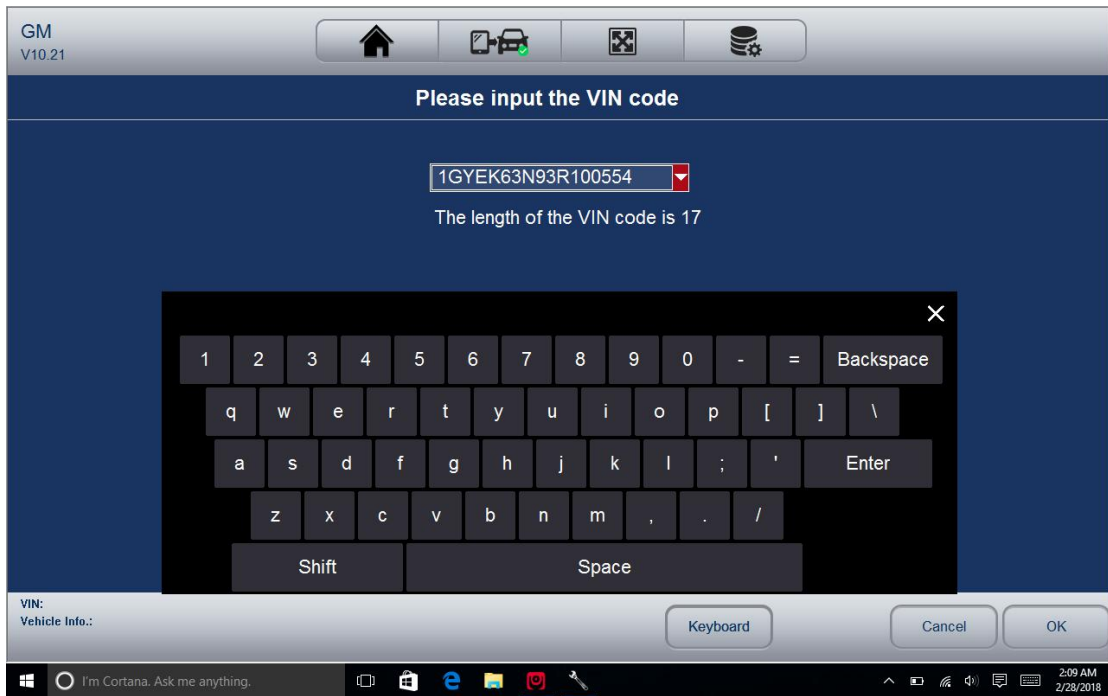 GM
V10.21
Please input the VIN code
1GYEK63N93R100554
The length of the VIN code is 17
1 2 3 4 5 6 7 8 9 0 - = Backspace
q w e r t y u i o p [ ] \
a s d f g h j k l ; ' Enter
z x c v b n m , . /
Shift Space
VIN:
Vehicle Info.:
Keyboard Cancel OK
I'm Cortana. Ask me anything.
2:09 AM
2/28/2018